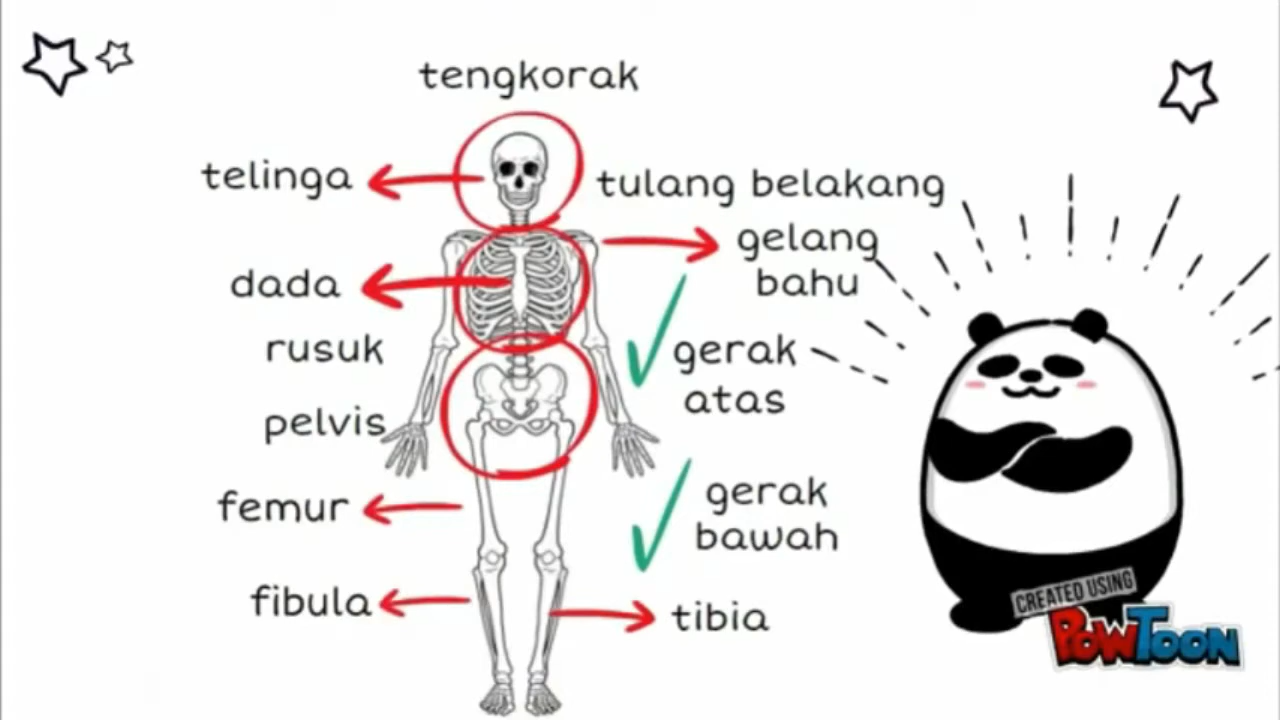 tengkorak
telinga
tulang belakang
gelang
bahu
dada
rusuk
gerak
atas
pelvis
gerak
bawah
femur
fibula
tibia
CREATED USING
POWTOON